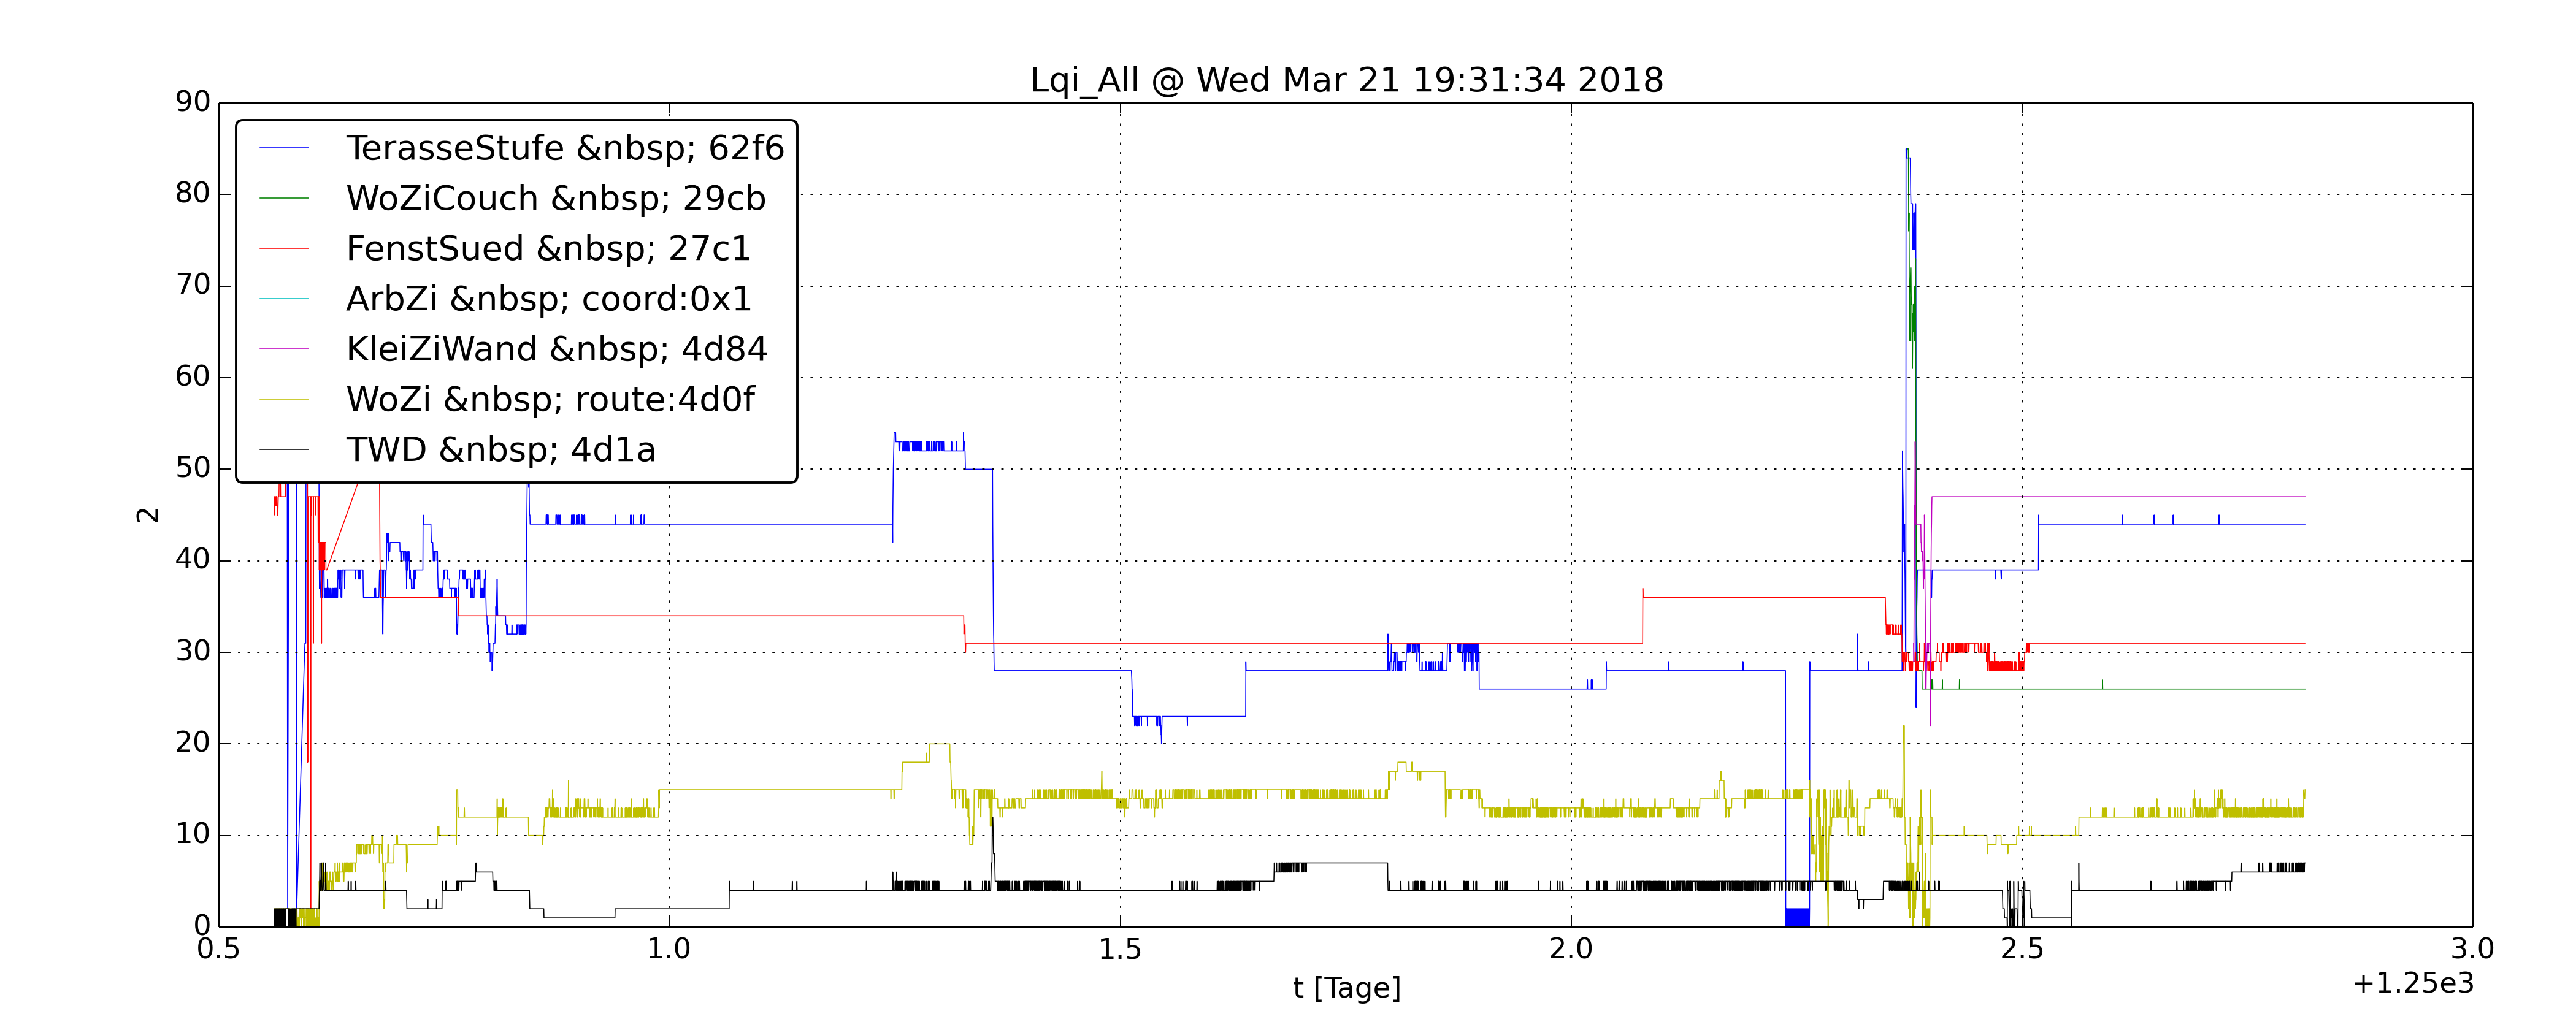 Lqi_All @ Wed Mar 21 19:31:34 2018
90
80
70
60
50
40
30
20
10
0
2
TerasseStufe &nbsp; 62f6
WoZiCouch &nbsp; 29cb
FenstSued &nbsp; 27c1
ArbZi &nbsp; coord:0x1
KleiZiWand &nbsp; 4d84
WoZi &nbsp; route:4d0f
TWD &nbsp; 4d1a
0.5 1.0 1.5 2.0 2.5 3.0
t [Tage]
+1.25e3